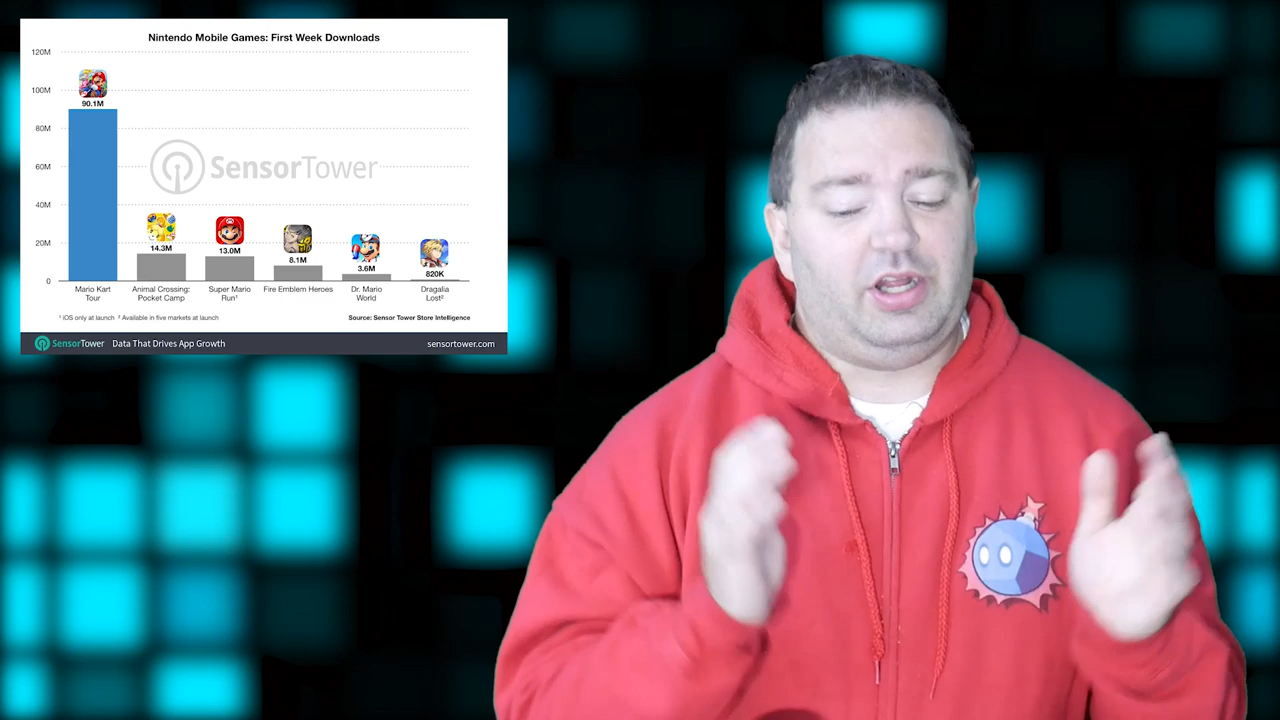 Nintendo Mobile Games: First Week Downloads
120M
100M
80M
60M
40M
20M
0
90.1M
14.3M
13.0M
8.1M
3.6M
820K
SensorTower
Mario Kart
Tour
Animal Crossing:
Pocket Camp
Super Mario
Run¹
Fire Emblem Heroes
Dr. Mario
World
Dragalia
Lost²
¹ iOS only at launch ² Available in five markets at launch
Source: Sensor Tower Store Intelligence
SensorTower Data That Drives App Growth
sensortower.com